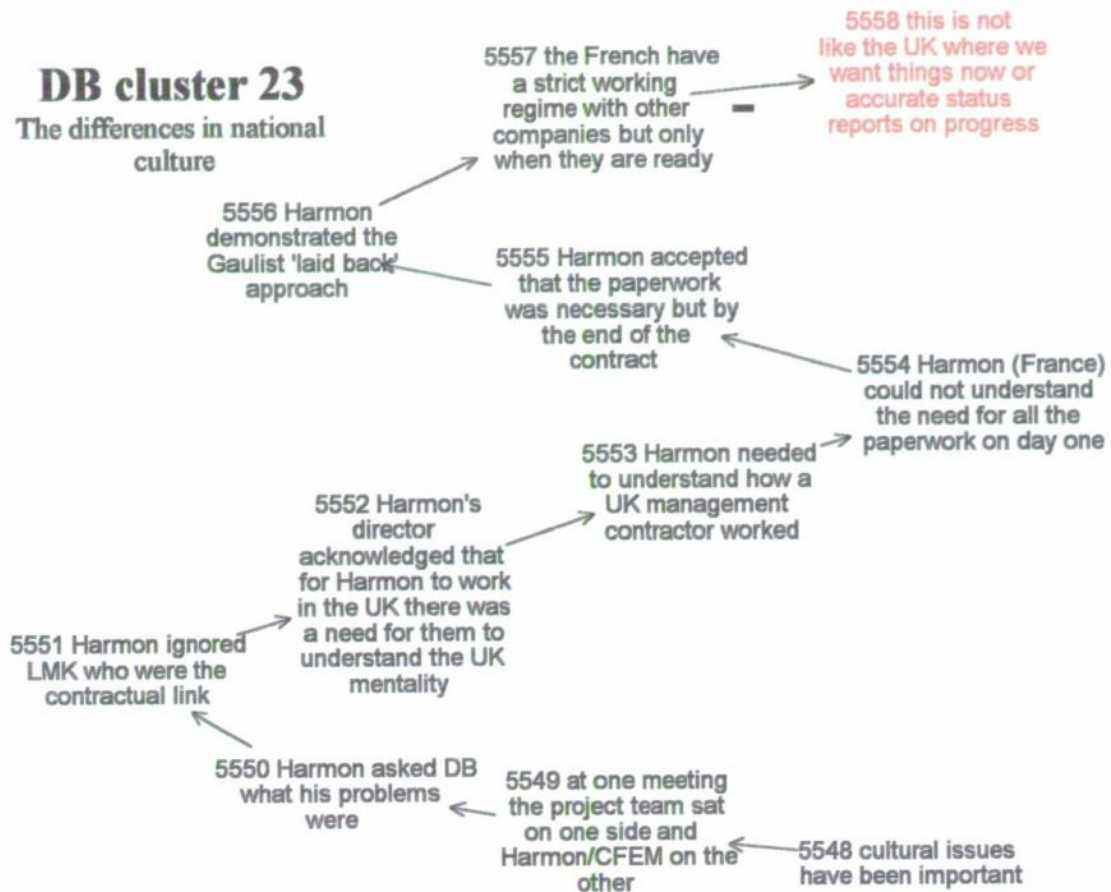 DB cluster 23
The differences in national
culture
5558 this is not
like the UK where we
want things now or
accurate status
reports on progress
5557 the French have
a strict working
regime with other
companies but only
when they are ready
5556 Harmon
demonstrated the
Gaulist 'laid back'
approach
5555 Harmon accepted
that the paperwork
was necessary but by
the end of the
contract
5554 Harmon (France)
could not understand
the need for all the
paperwork on day one
5553 Harmon needed
to understand how a
UK management
contractor worked
5552 Harmon's
director
acknowledged that
for Harmon to work
in the UK there was
a need for them to
understand the UK
mentality
5551 Harmon ignored
LMK who were the
contractual link
5550 Harmon asked DB
what his problems
were
5549 at one meeting
the project team sat
on one side and
Harmon/CFEM on the
other
5548 cultural issues
have been important